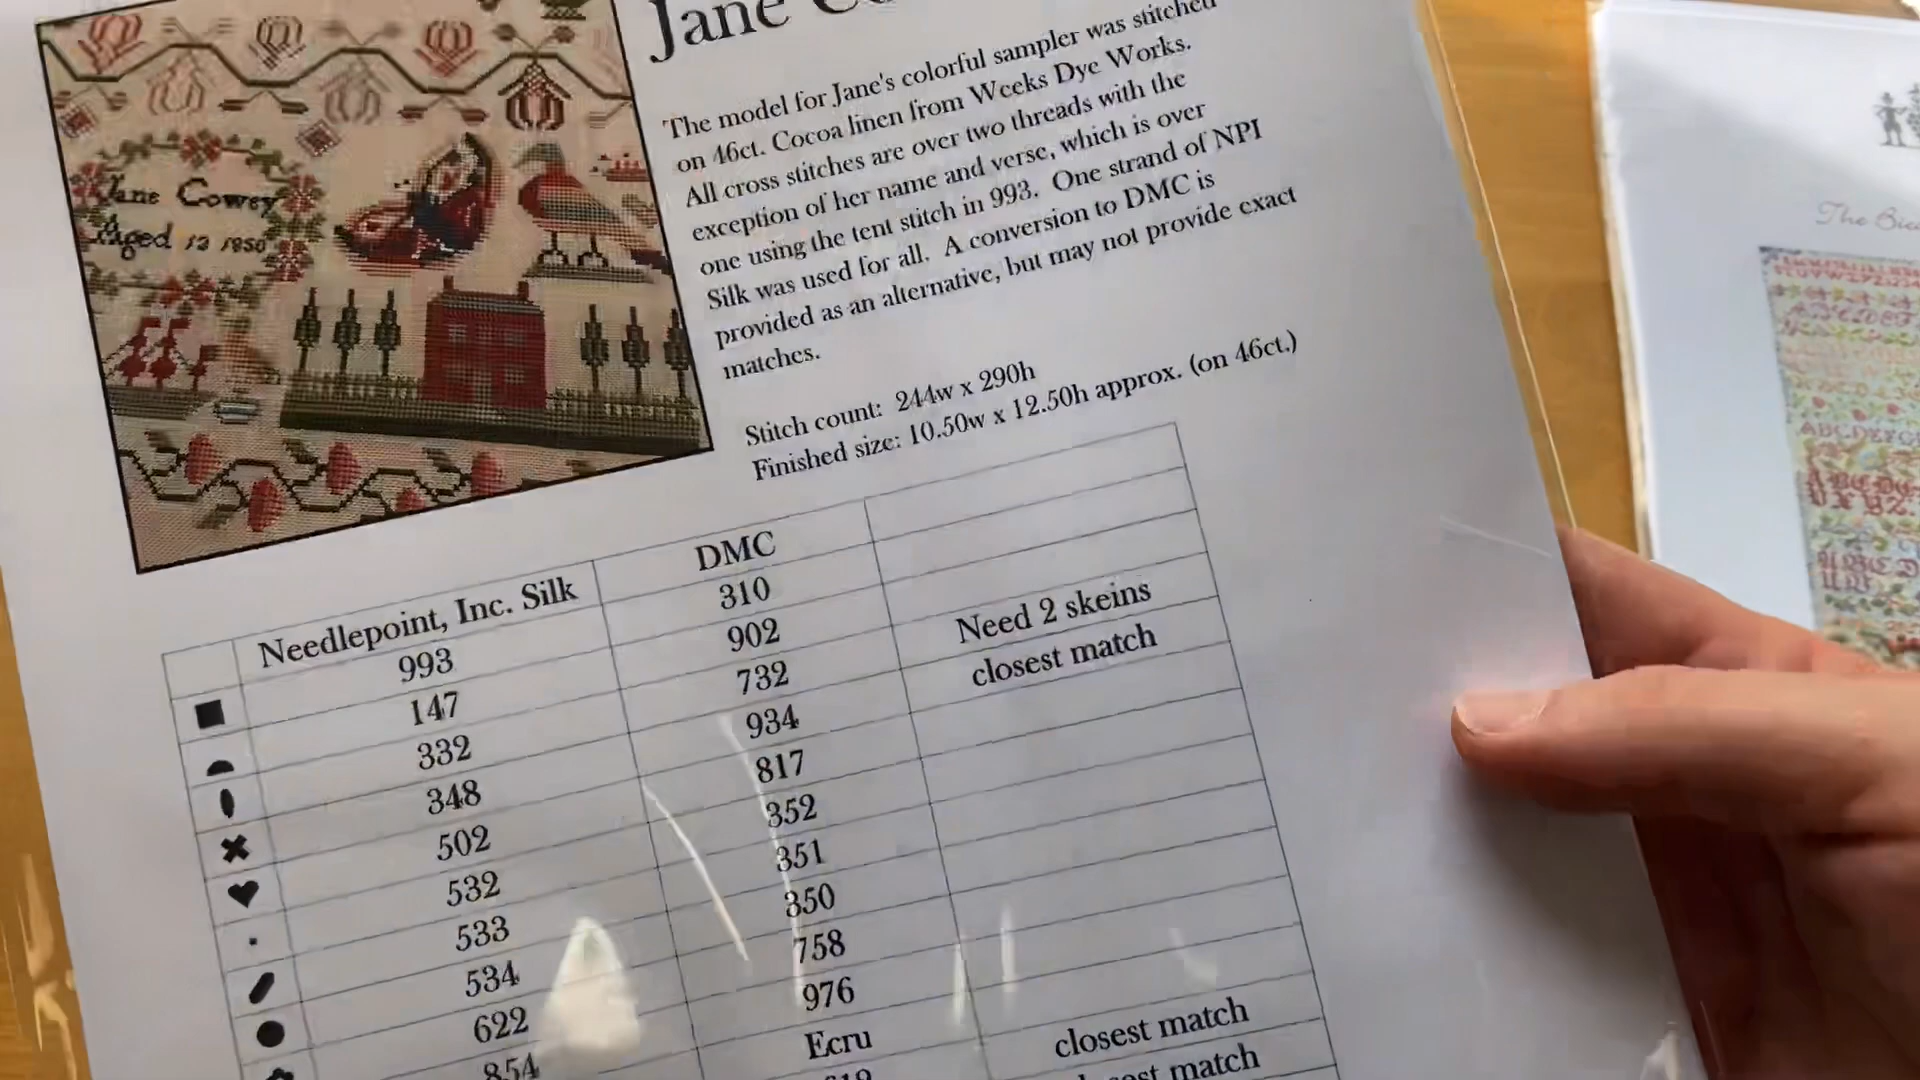 Jane
The model for Jane's colorful sampler was stitched
on 46ct. Cocoa linen from Weeks Dye Works.
All cross stitches are over two threads with the
exception of her name and verse, which is over
one using the tent stitch in 993. One strand of NPI
Silk was used for all. A conversion to DMC is
provided as an alternative, but may not provide exact
matches.
Stitch count: 244w x 290h
Finished size: 10.50w x 12.50h approx. (on 46ct.)
Jane Cowey
Aged 12 1850
Needlepoint, Inc. Silk DMC
993 310
147 902 Need 2 skeins
332 732 closest match
348 934
502 817
532 352
533 351
534 350
622 758
854 976
Ecru closest match
match
The